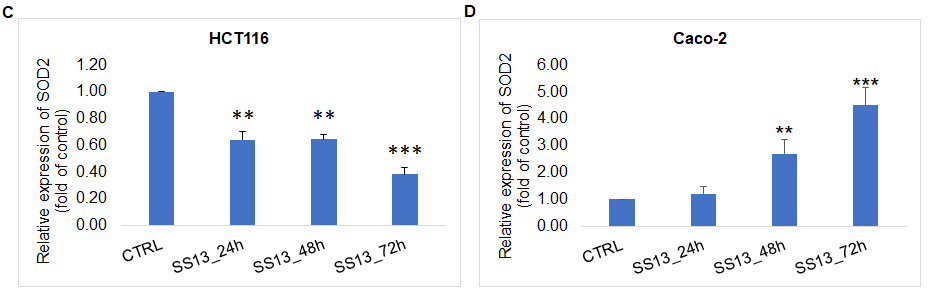 C
HCT116
Relative expression of SOD2
(fold of control)
1.20
1.00
0.80
0.60
0.40
0.20
0.00
**
**
***
CTRL
SS13_24h
SS13_48h
SS13_72h
D
Caco-2
Relative expression of SOD2
(fold of control)
6.00
5.00
4.00
3.00
2.00
1.00
0.00
**
***
CTRL
SS13_24h
SS13_48h
SS13_72h